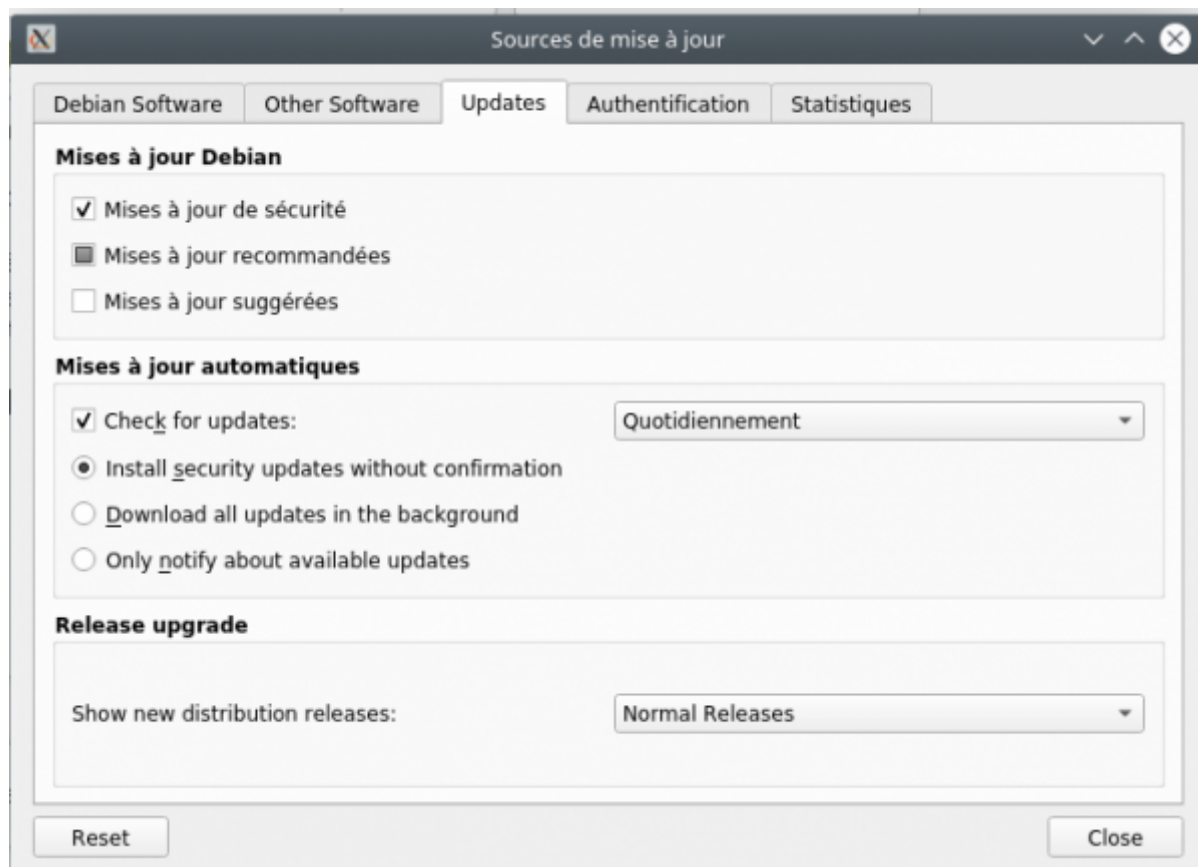 Sources de mise à jour
Debian Software Other Software Updates Authentification Statistiques
Mises à jour Debian
Mises à jour de sécurité
Mises à jour recommandées
Mises à jour suggérées
Mises à jour automatiques
Check for updates: Quotidiennement
Install security updates without confirmation
Download all updates in the background
Only notify about available updates
Release upgrade
Show new distribution releases: Normal Releases
Reset Close